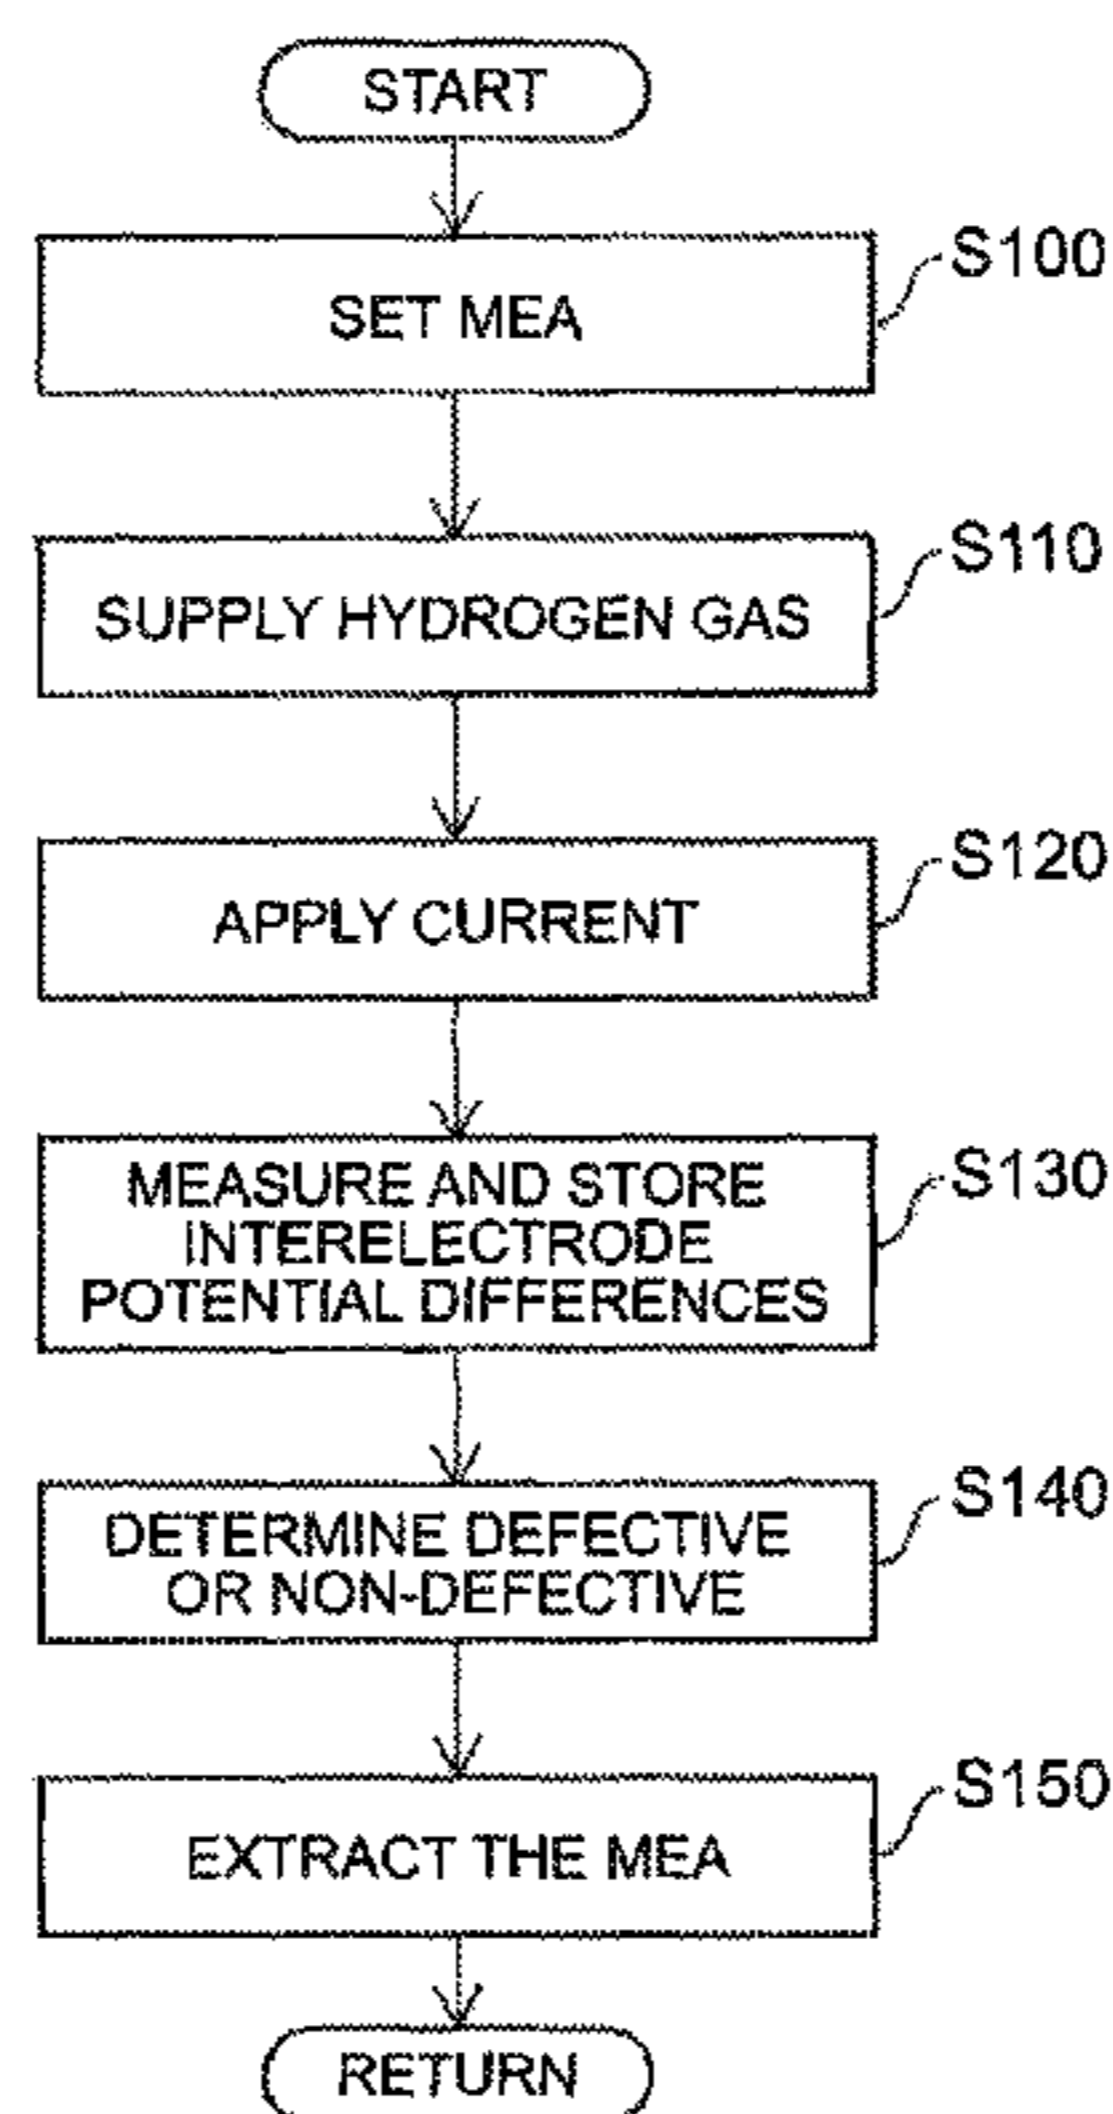 START
S100
SET MEA
S110
SUPPLY HYDROGEN GAS
S120
APPLY CURRENT
S130
MEASURE AND STORE
INTERELECTRODE
POTENTIAL DIFFERENCES
S140
DETERMINE DEFECTIVE
OR NON-DEFECTIVE
S150
EXTRACT THE MEA
RETURN